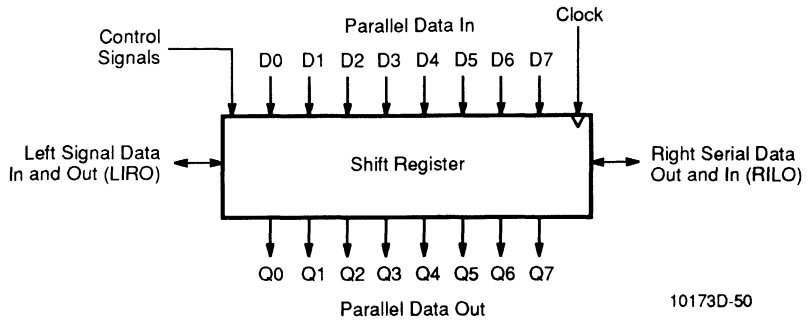 Clock
Parallel Data In
Control
Signals
D0 D1 D2 D3 D4 D5 D6 D7
Left Signal Data
In and Out (LIRO)
Shift Register
Right Serial Data
Out and In (RILO)
Q0 Q1 Q2 Q3 Q4 Q5 Q6 Q7
Parallel Data Out
10173D-50